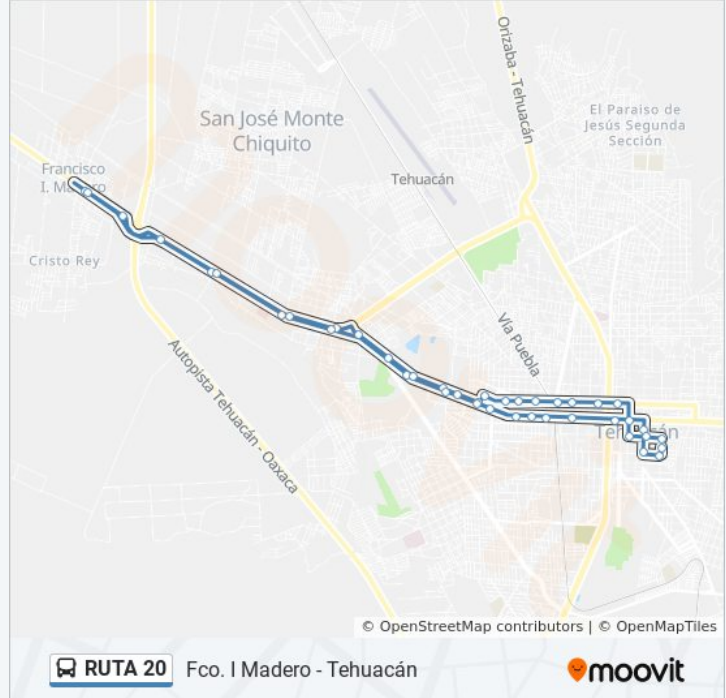 Orizaba - Tehuacán
San José Monte
Chiquito
El Paraiso de
Jesús Segunda
Sección
Francisco
I. Madero
Tehuacán
Cristo Rey
Vía Puebla
Autopista Tehuacán - Oaxaca
Tehuacán
© OpenStreetMap contributors | © OpenMapTiles
RUTA 20 Fco. I Madero - Tehuacán
moovit